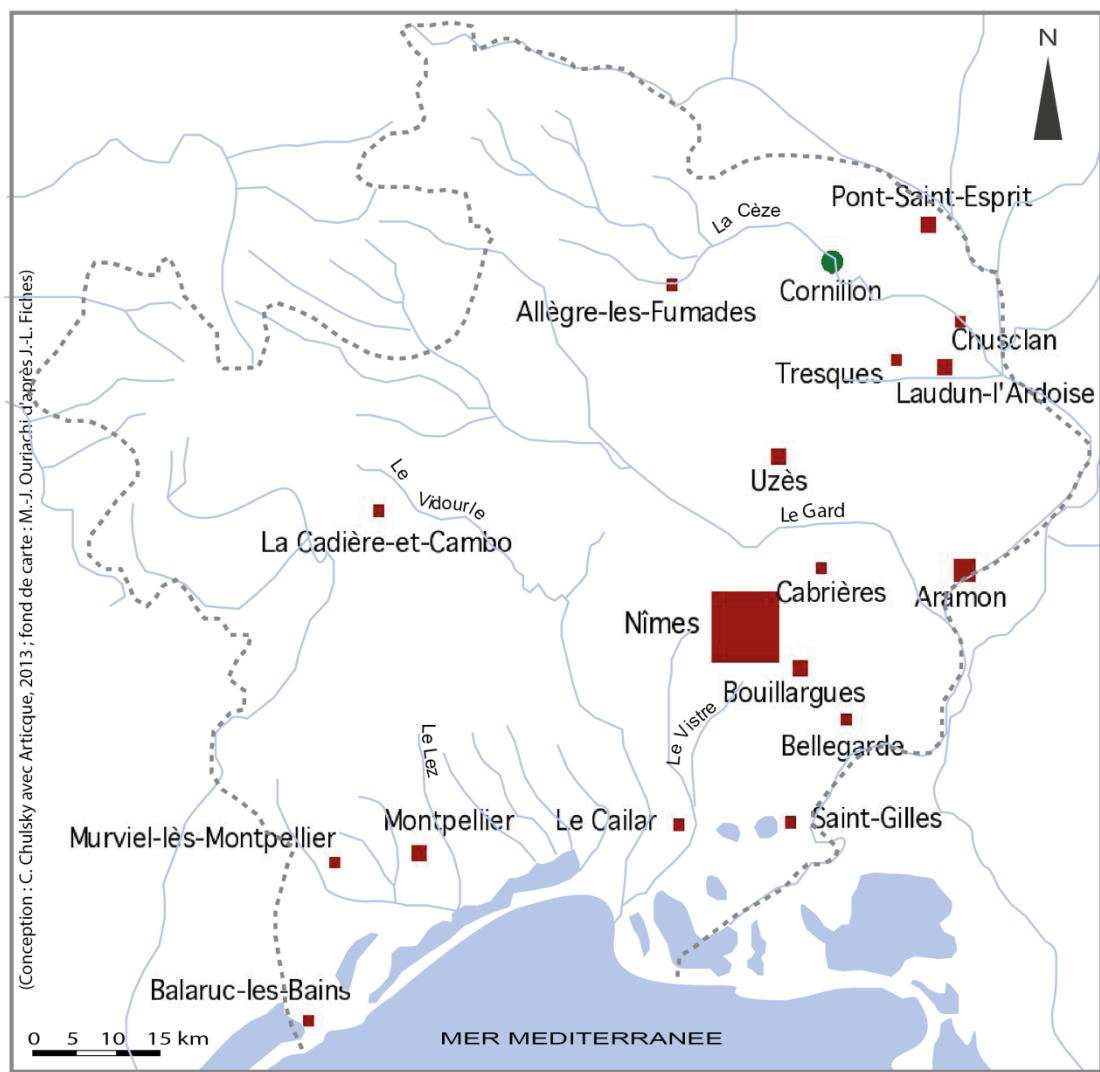 N
Pont-Saint-Esprit
La Cèze
Cornillon
Allègre-les-Fumades
Chusclan
Tresques
Laudun-l'Ardoise
Uzès
Le Vidourle
Le Gard
La Cadière-et-Cambo
Cabrières
Aramon
Nîmes
Bouillargues
Le Vistre
Bellegarde
Le Lez
Montpellier
Le Cailar
Saint-Gilles
Murviel-lès-Montpellier
Balaruc-les-Bains
0 5 10 15 km
MER MEDITERRANEE
(Conception : C. Chulsky avec Articque, 2013 ; fond de carte : M.-J. Ouriachi d'après J.-L. Fiches)